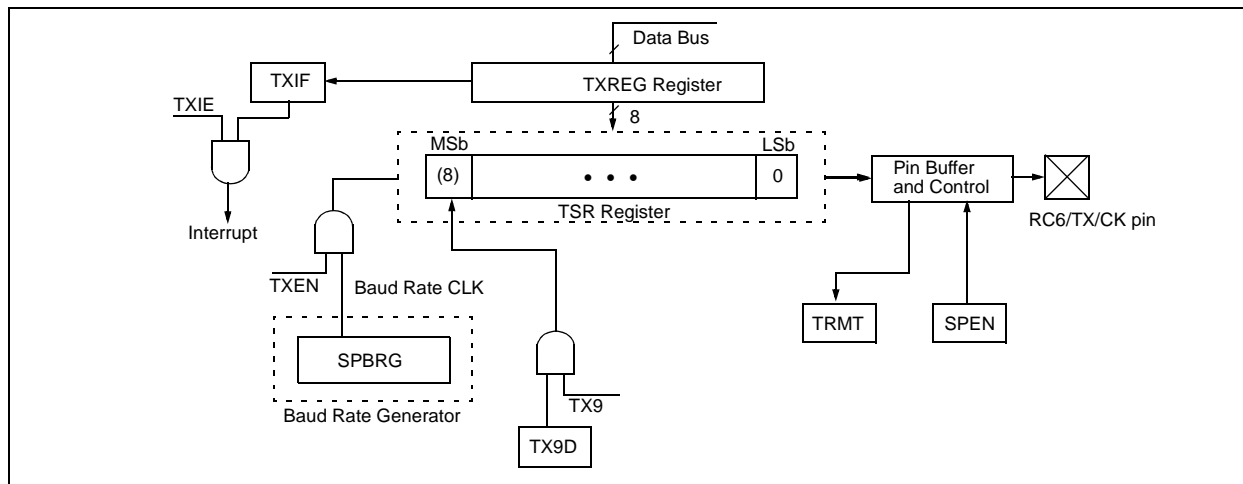 Data Bus
TXIF
TXREG Register
TXIE
8
MSb
LSb
(8)
• • •
0
Pin Buffer
and Control
TSR Register
Interrupt
RC6/TX/CK pin
TXEN
Baud Rate CLK
TRMT
SPEN
SPBRG
TX9
Baud Rate Generator
TX9D